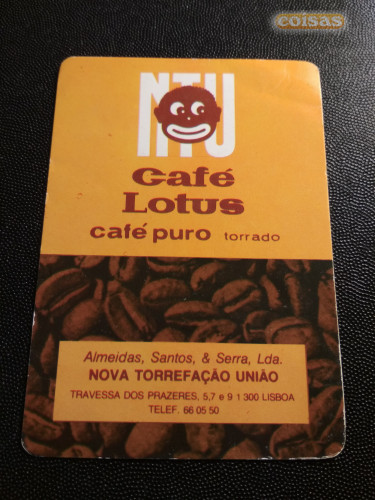 coisas
NTU
Café
Lotus
café puro torrado
Almeidas, Santos, & Serra, Lda.
NOVA TORREFAÇÃO UNIÃO
TRAVESSA DOS PRAZERES, 5,7 e 9 1300 LISBOA
TELEF. 66 05 50